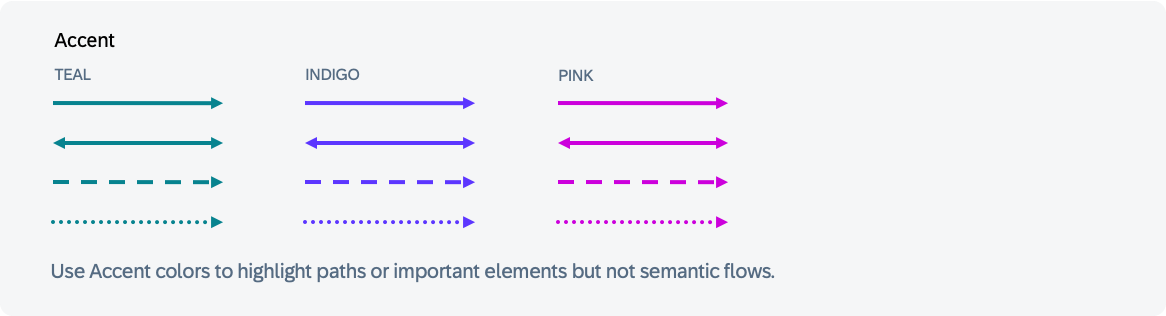 Accent
TEAL
INDIGO
PINK
Use Accent colors to highlight paths or important elements but not semantic flows.